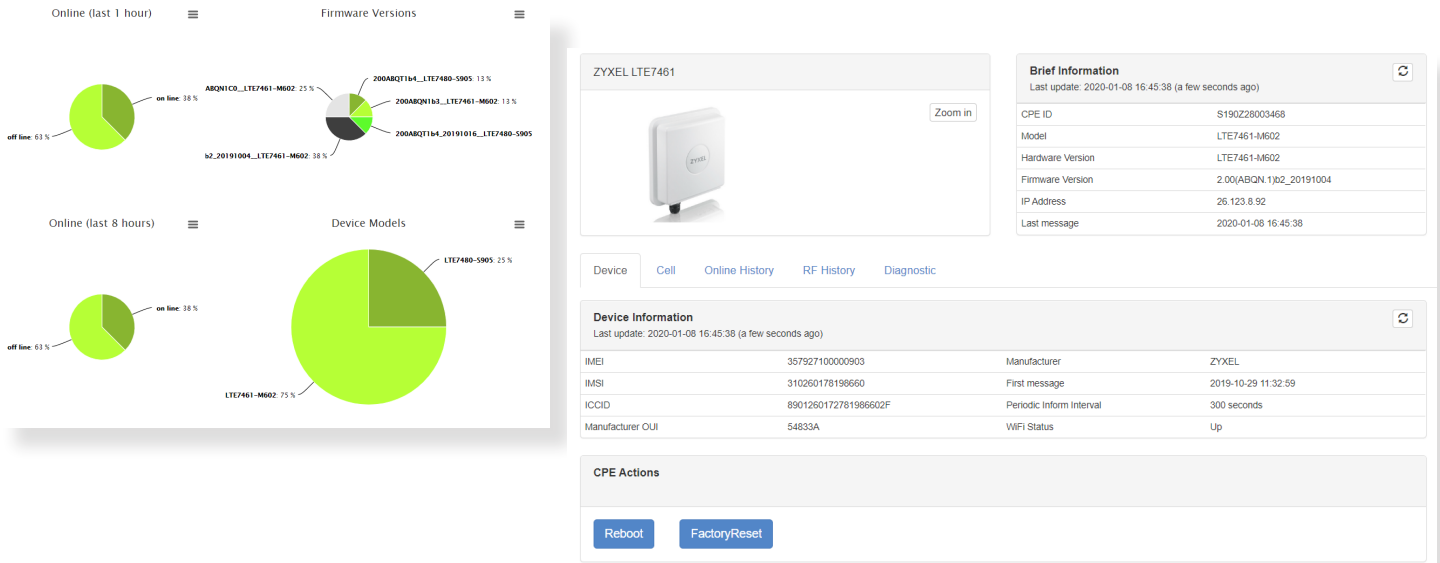 Online (last 1 hour)
on line: 38 %
off line: 63 %
Firmware Versions
200ABQT1b4__LTE7480-S905: 13 %
ABQN1C0__LTE7461-M602: 25 %
200ABQN1b3__LTE7461-M602: 13 %
200ABQT1b4_20191016__LTE7480-S905
b2_20191004__LTE7461-M602: 38 %
Online (last 8 hours)
on line: 38 %
off line: 63 %
Device Models
LTE7480-S905: 25 %
LTE7461-M602: 75 %
ZYXEL LTE7461
Zoom in
ZYXEL
Brief Information
Last update: 2020-01-08 16:45:38 (a few seconds ago)
CPE ID S190Z28003468
Model LTE7461-M602
Hardware Version LTE7461-M602
Firmware Version 2.00(ABQN.1)b2_20191004
IP Address 26.123.8.92
Last message 2020-01-08 16:45:38
Device Cell Online History RF History Diagnostic
Device Information
Last update: 2020-01-08 16:45:38 (a few seconds ago)
IMEI 357927100000903 Manufacturer ZYXEL
IMSI 310260178198660 First message 2019-10-29 11:32:59
ICCID 8901260172781986602F Periodic Inform Interval 300 seconds
Manufacturer OUI 54833A WiFi Status Up
CPE Actions
Reboot FactoryReset